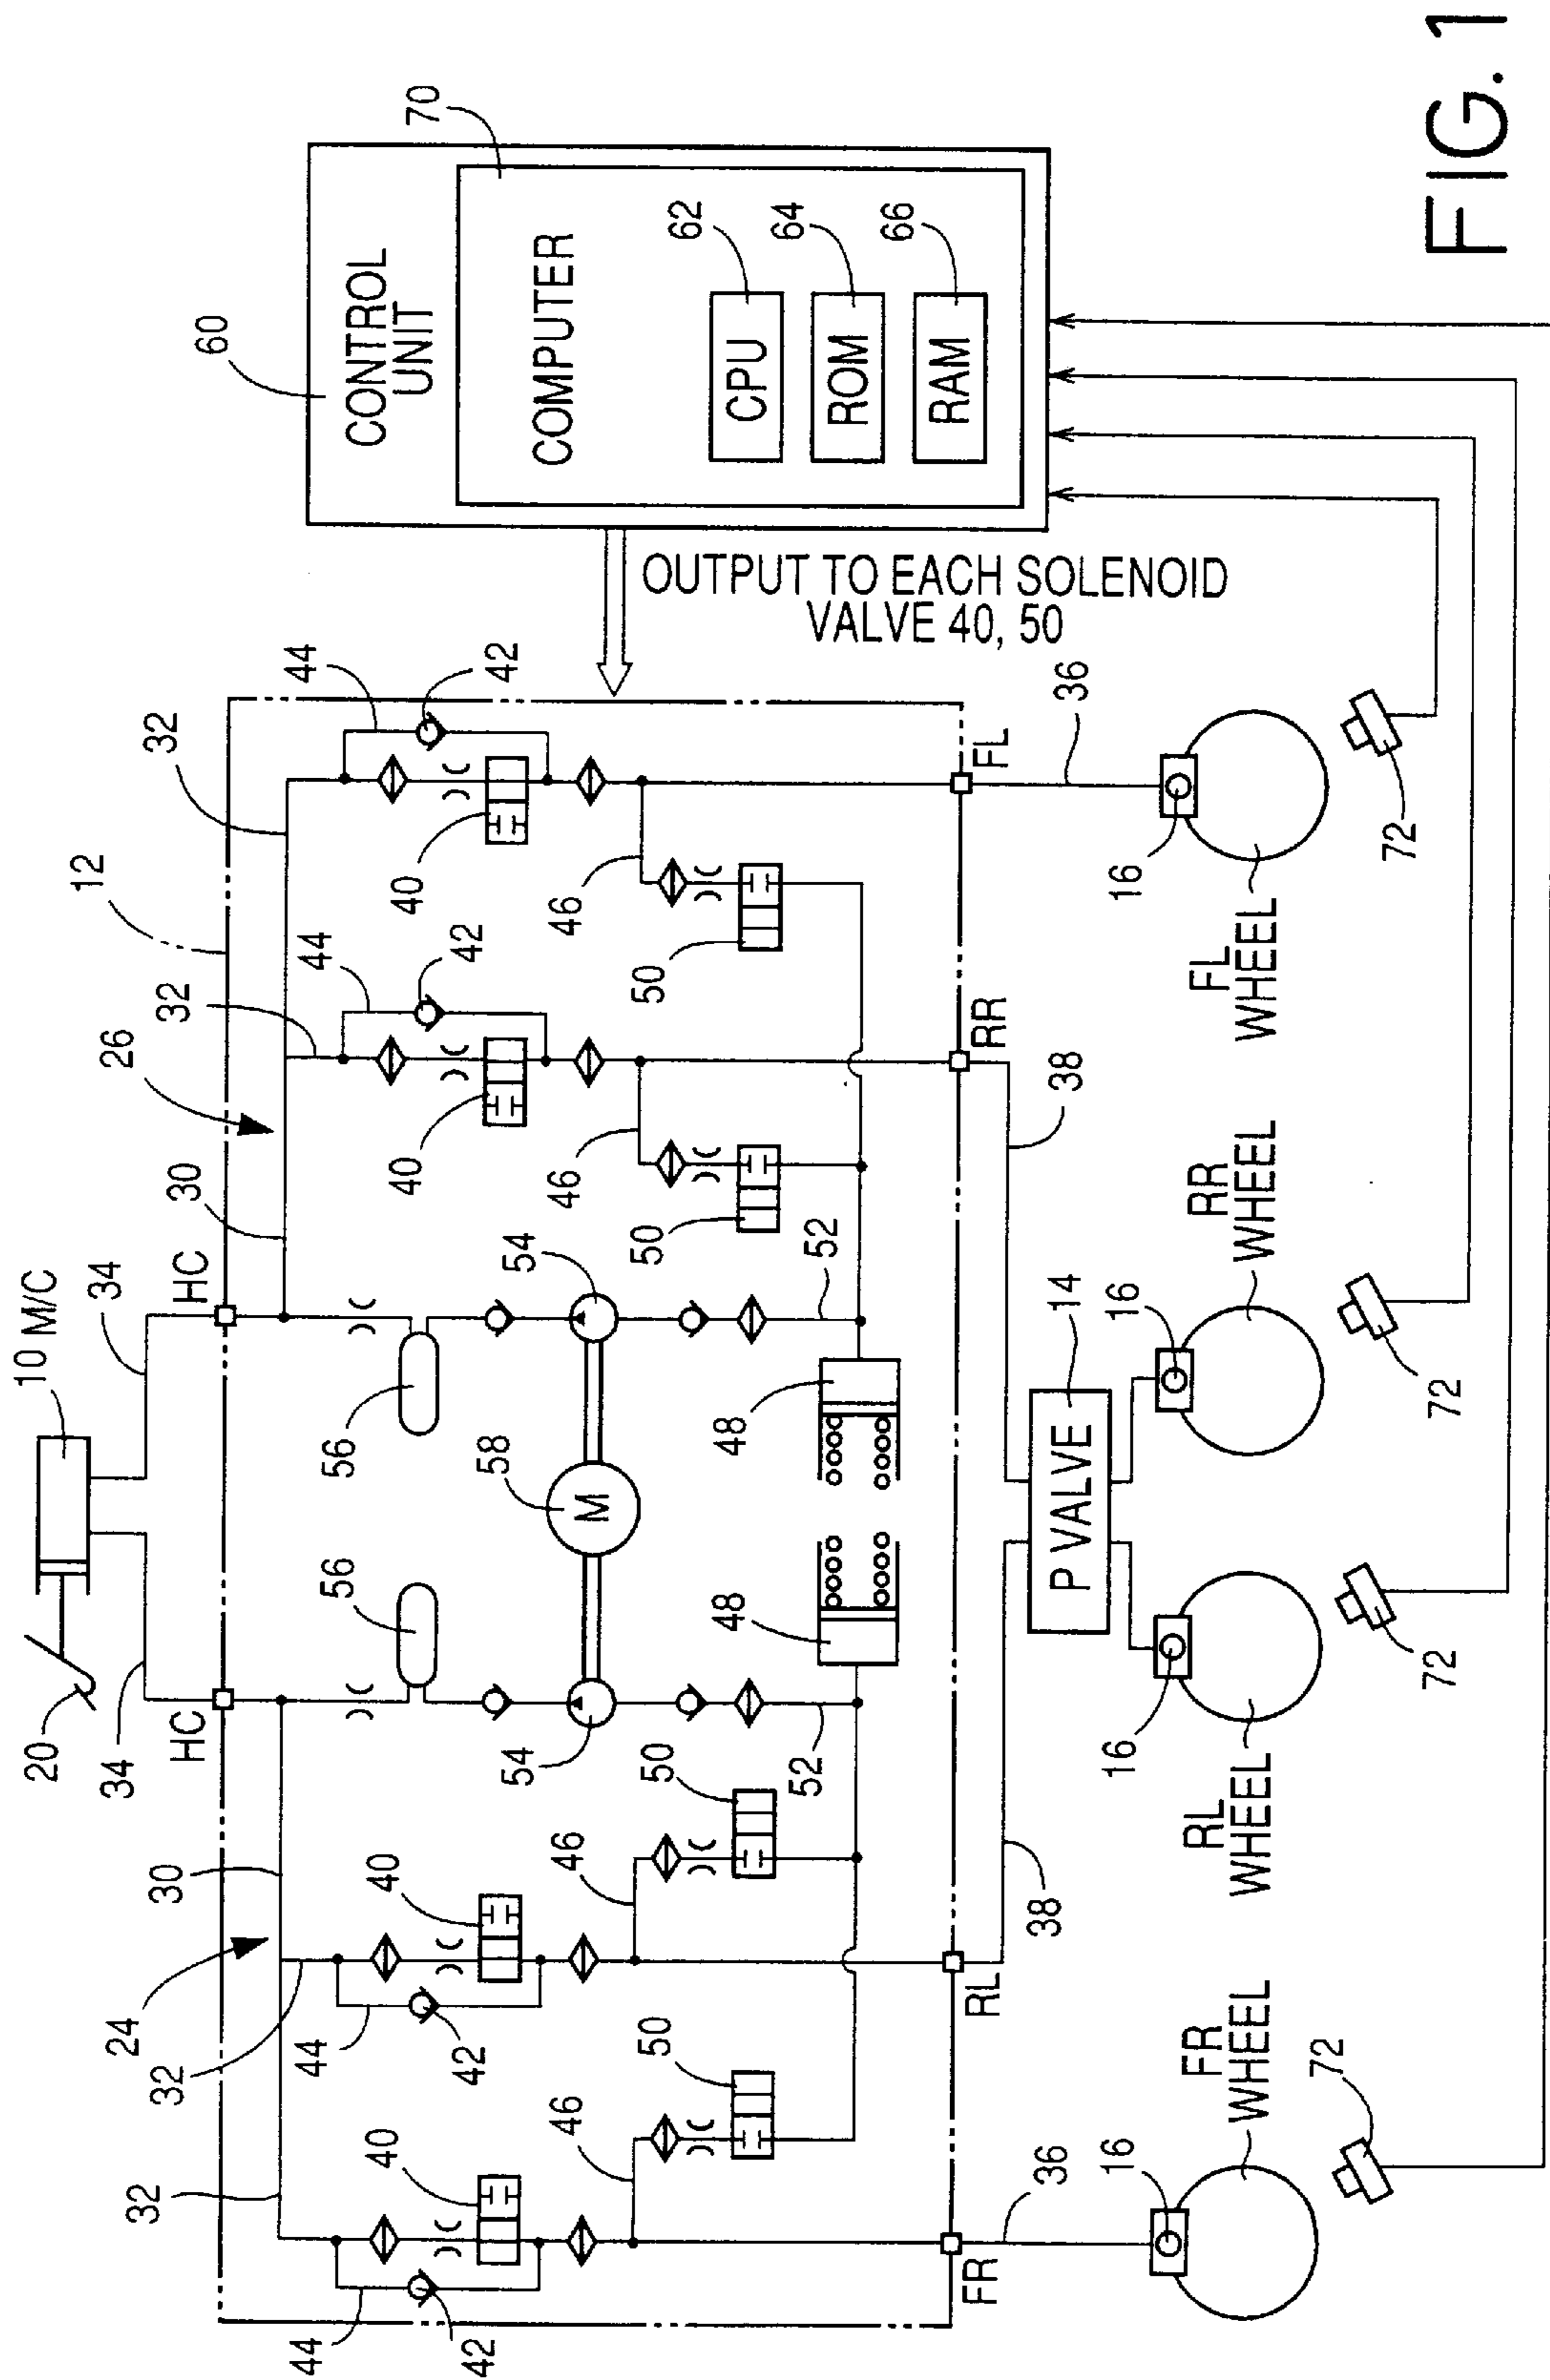 10 M/C
20
34
34
HC
HC
12
24
26
30
30
32
32
32
32
44
44
44
44
42
42
42
42
40
40
40
40
56
56
54
54
58
M
46
46
46
46
50
50
50
50
52
52
48
48
FR
RL
RR
FL
36
36
38
38
14
P VALVE
16
16
16
16
FR
WHEEL
RL
WHEEL
RR
WHEEL
FL
WHEEL
72
72
72
72
60
CONTROL
UNIT
70
COMPUTER
CPU
62
ROM
64
RAM
66
OUTPUT TO EACH SOLENOID
VALVE 40, 50
FIG. 1